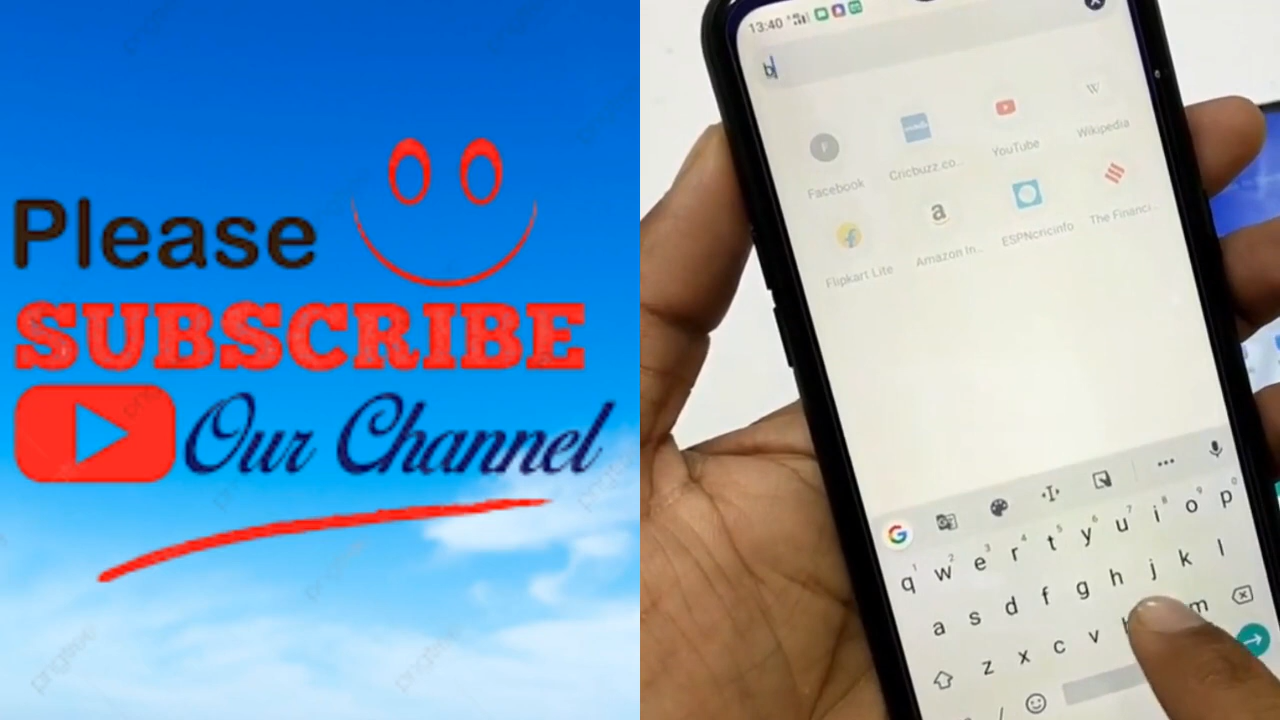 Please
SUBSCRIBE
Our Channel
13:40
b
Facebook
Cricbuzz.co...
YouTube
Wikipedia
Flipkart Lite
Amazon In...
ESPNcricinfo
The Financi...
q w e r t y u i o p
a s d f g h j k l
z x c v m